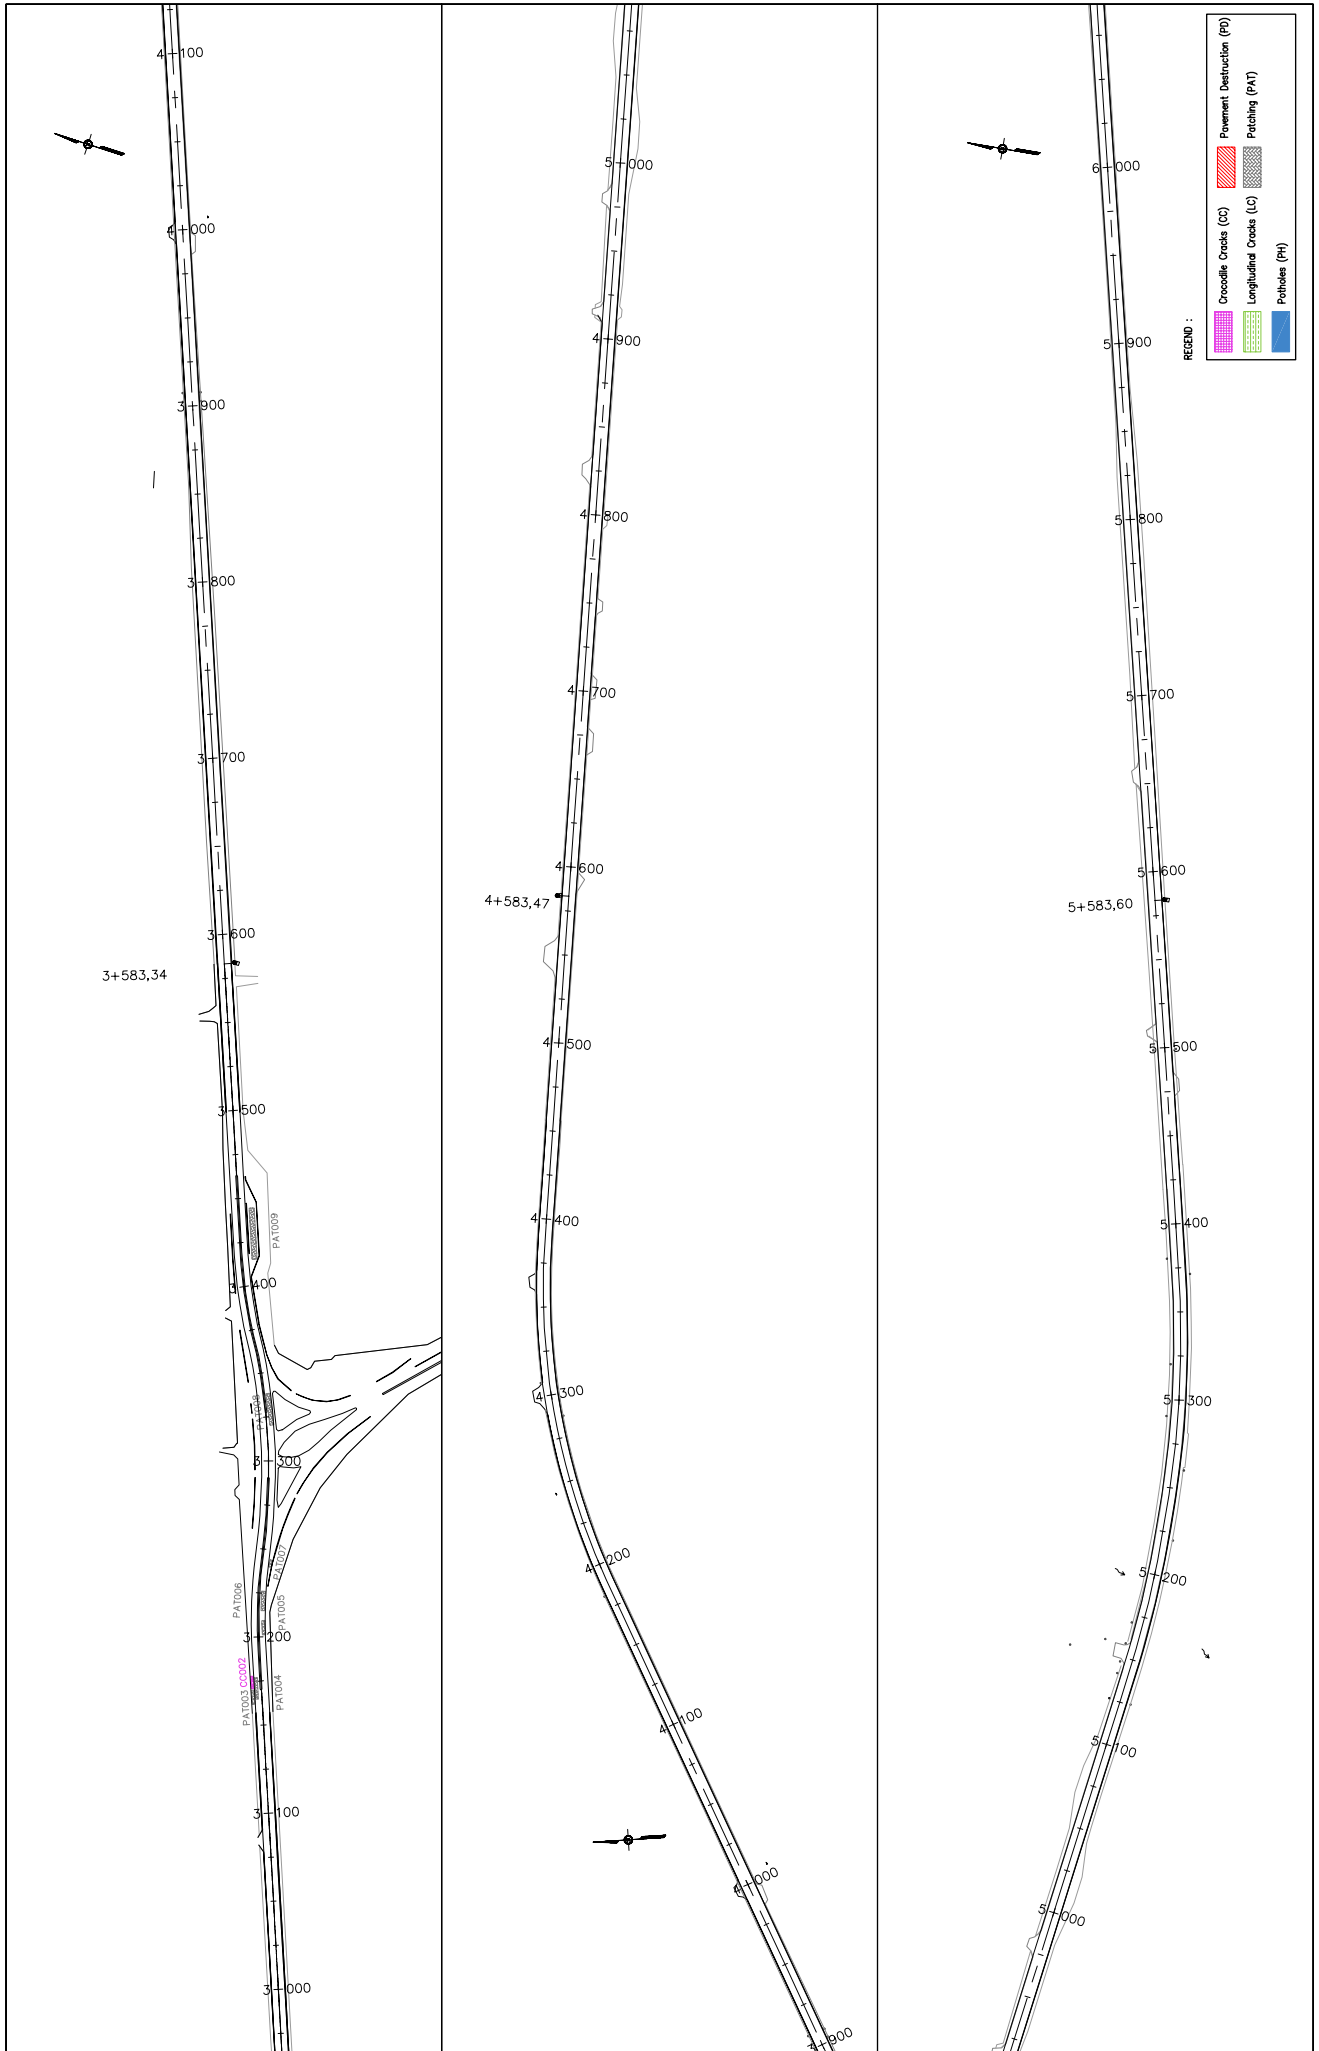 4+100
4+000
3+900
3+800
3+700
3+600
3+583,34
3+500
PAT009
3+400
PAT008
3+300
PAT007
PAT006
PAT005
3+200
CC002
PAT003
PAT004
3+100
3+000
5+000
4+900
4+800
4+700
4+600
4+583,47
4+500
4+400
4+300
4+200
4+100
4+000
3+900
6+000
5+900
5+800
5+700
5+600
5+583,60
5+500
5+400
5+300
5+200
5+100
5+000
REGEND :
Crocodile Cracks (CC)
Pavement Destruction (PD)
Longitudinal Cracks (LC)
Patching (PAT)
Potholes (PH)